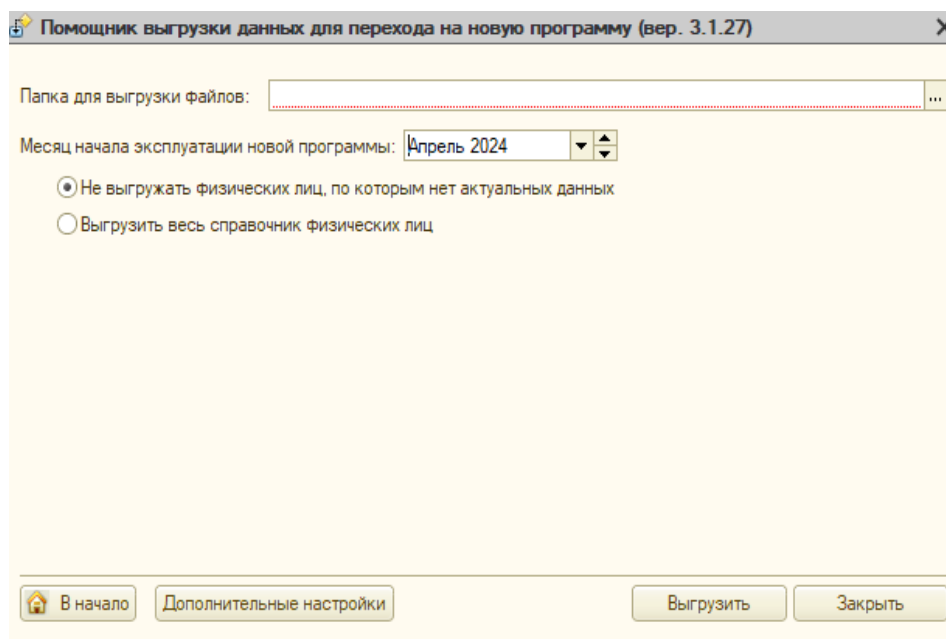 Помощник выгрузки данных для перехода на новую программу (вер. 3.1.27)
Папка для выгрузки файлов:
...
Месяц начала эксплуатации новой программы: Апрель 2024
Не выгружать физических лиц, по которым нет актуальных данных
Выгрузить весь справочник физических лиц
В начало Дополнительные настройки Выгрузить Закрыть